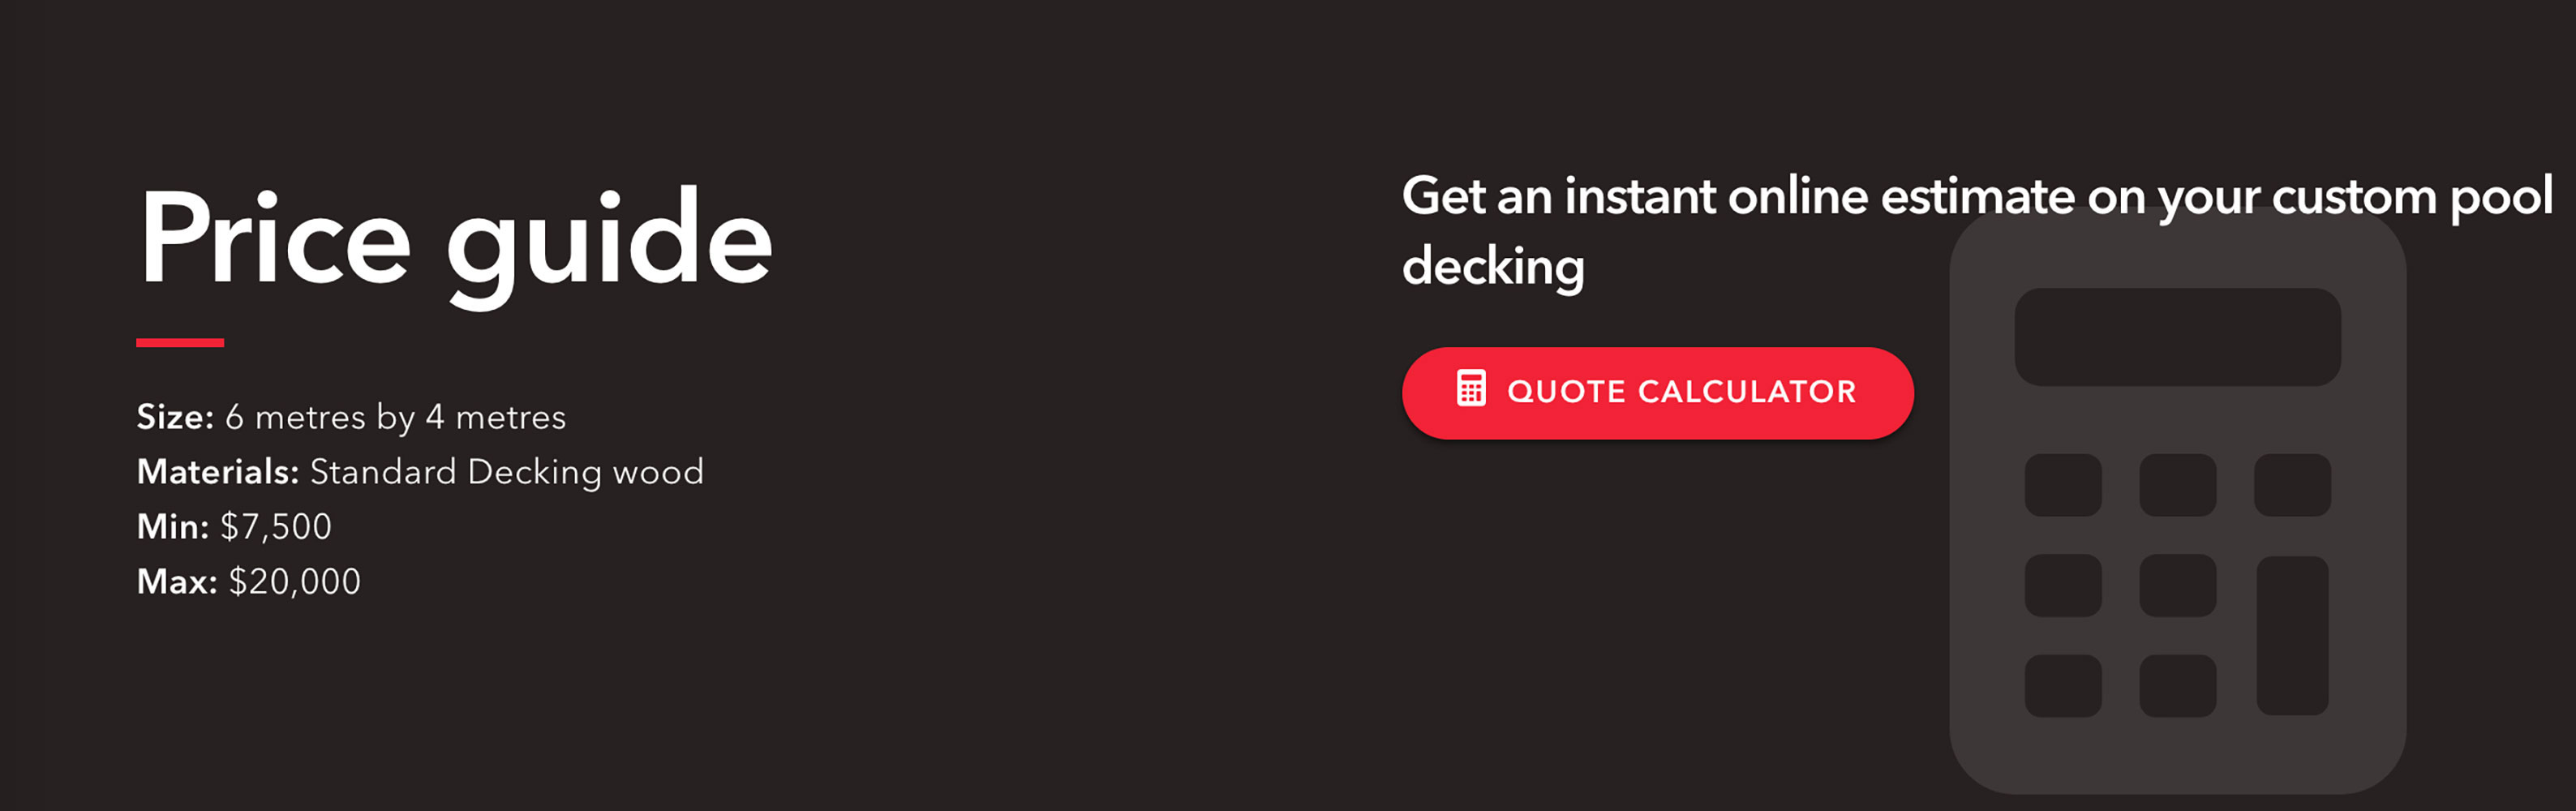 Price guide
Size: 6 metres by 4 metres
Materials: Standard Decking wood
Min: $7,500
Max: $20,000
Get an instant online estimate on your custom pool
decking
QUOTE CALCULATOR